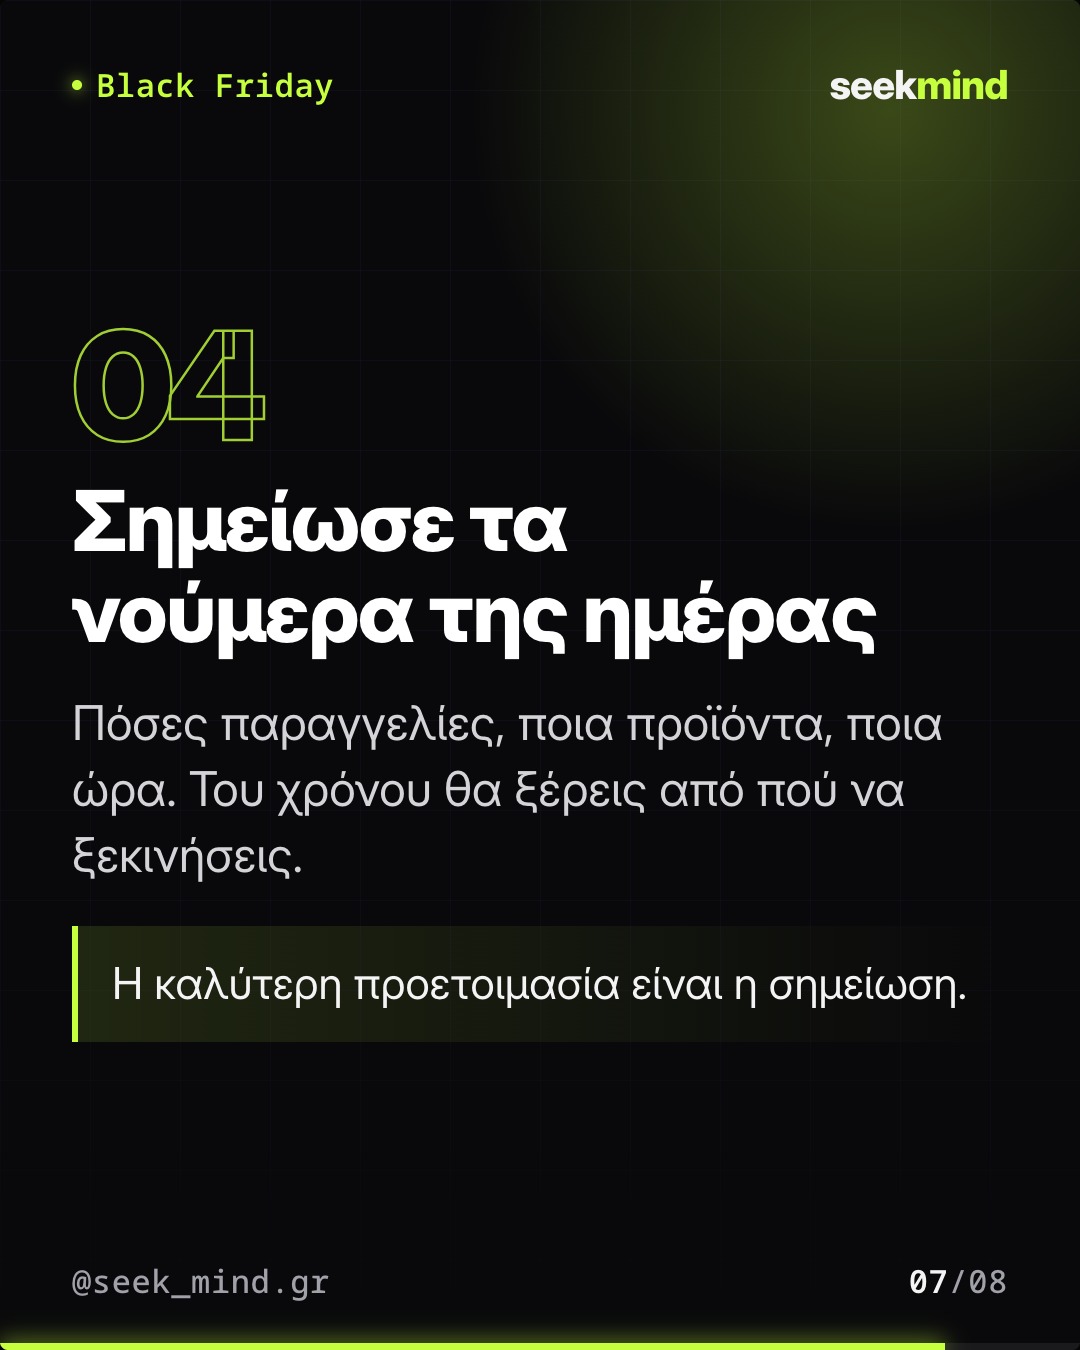 • Black Friday
seekmind
04
Σημείωσε τα
νούμερα της ημέρας
Πόσες παραγγελίες, ποια προϊόντα, ποια
ώρα. Του χρόνου θα ξέρεις από πού να
ξεκινήσεις.
Η καλύτερη προετοιμασία είναι η σημείωση.
@seek_mind.gr
07/08